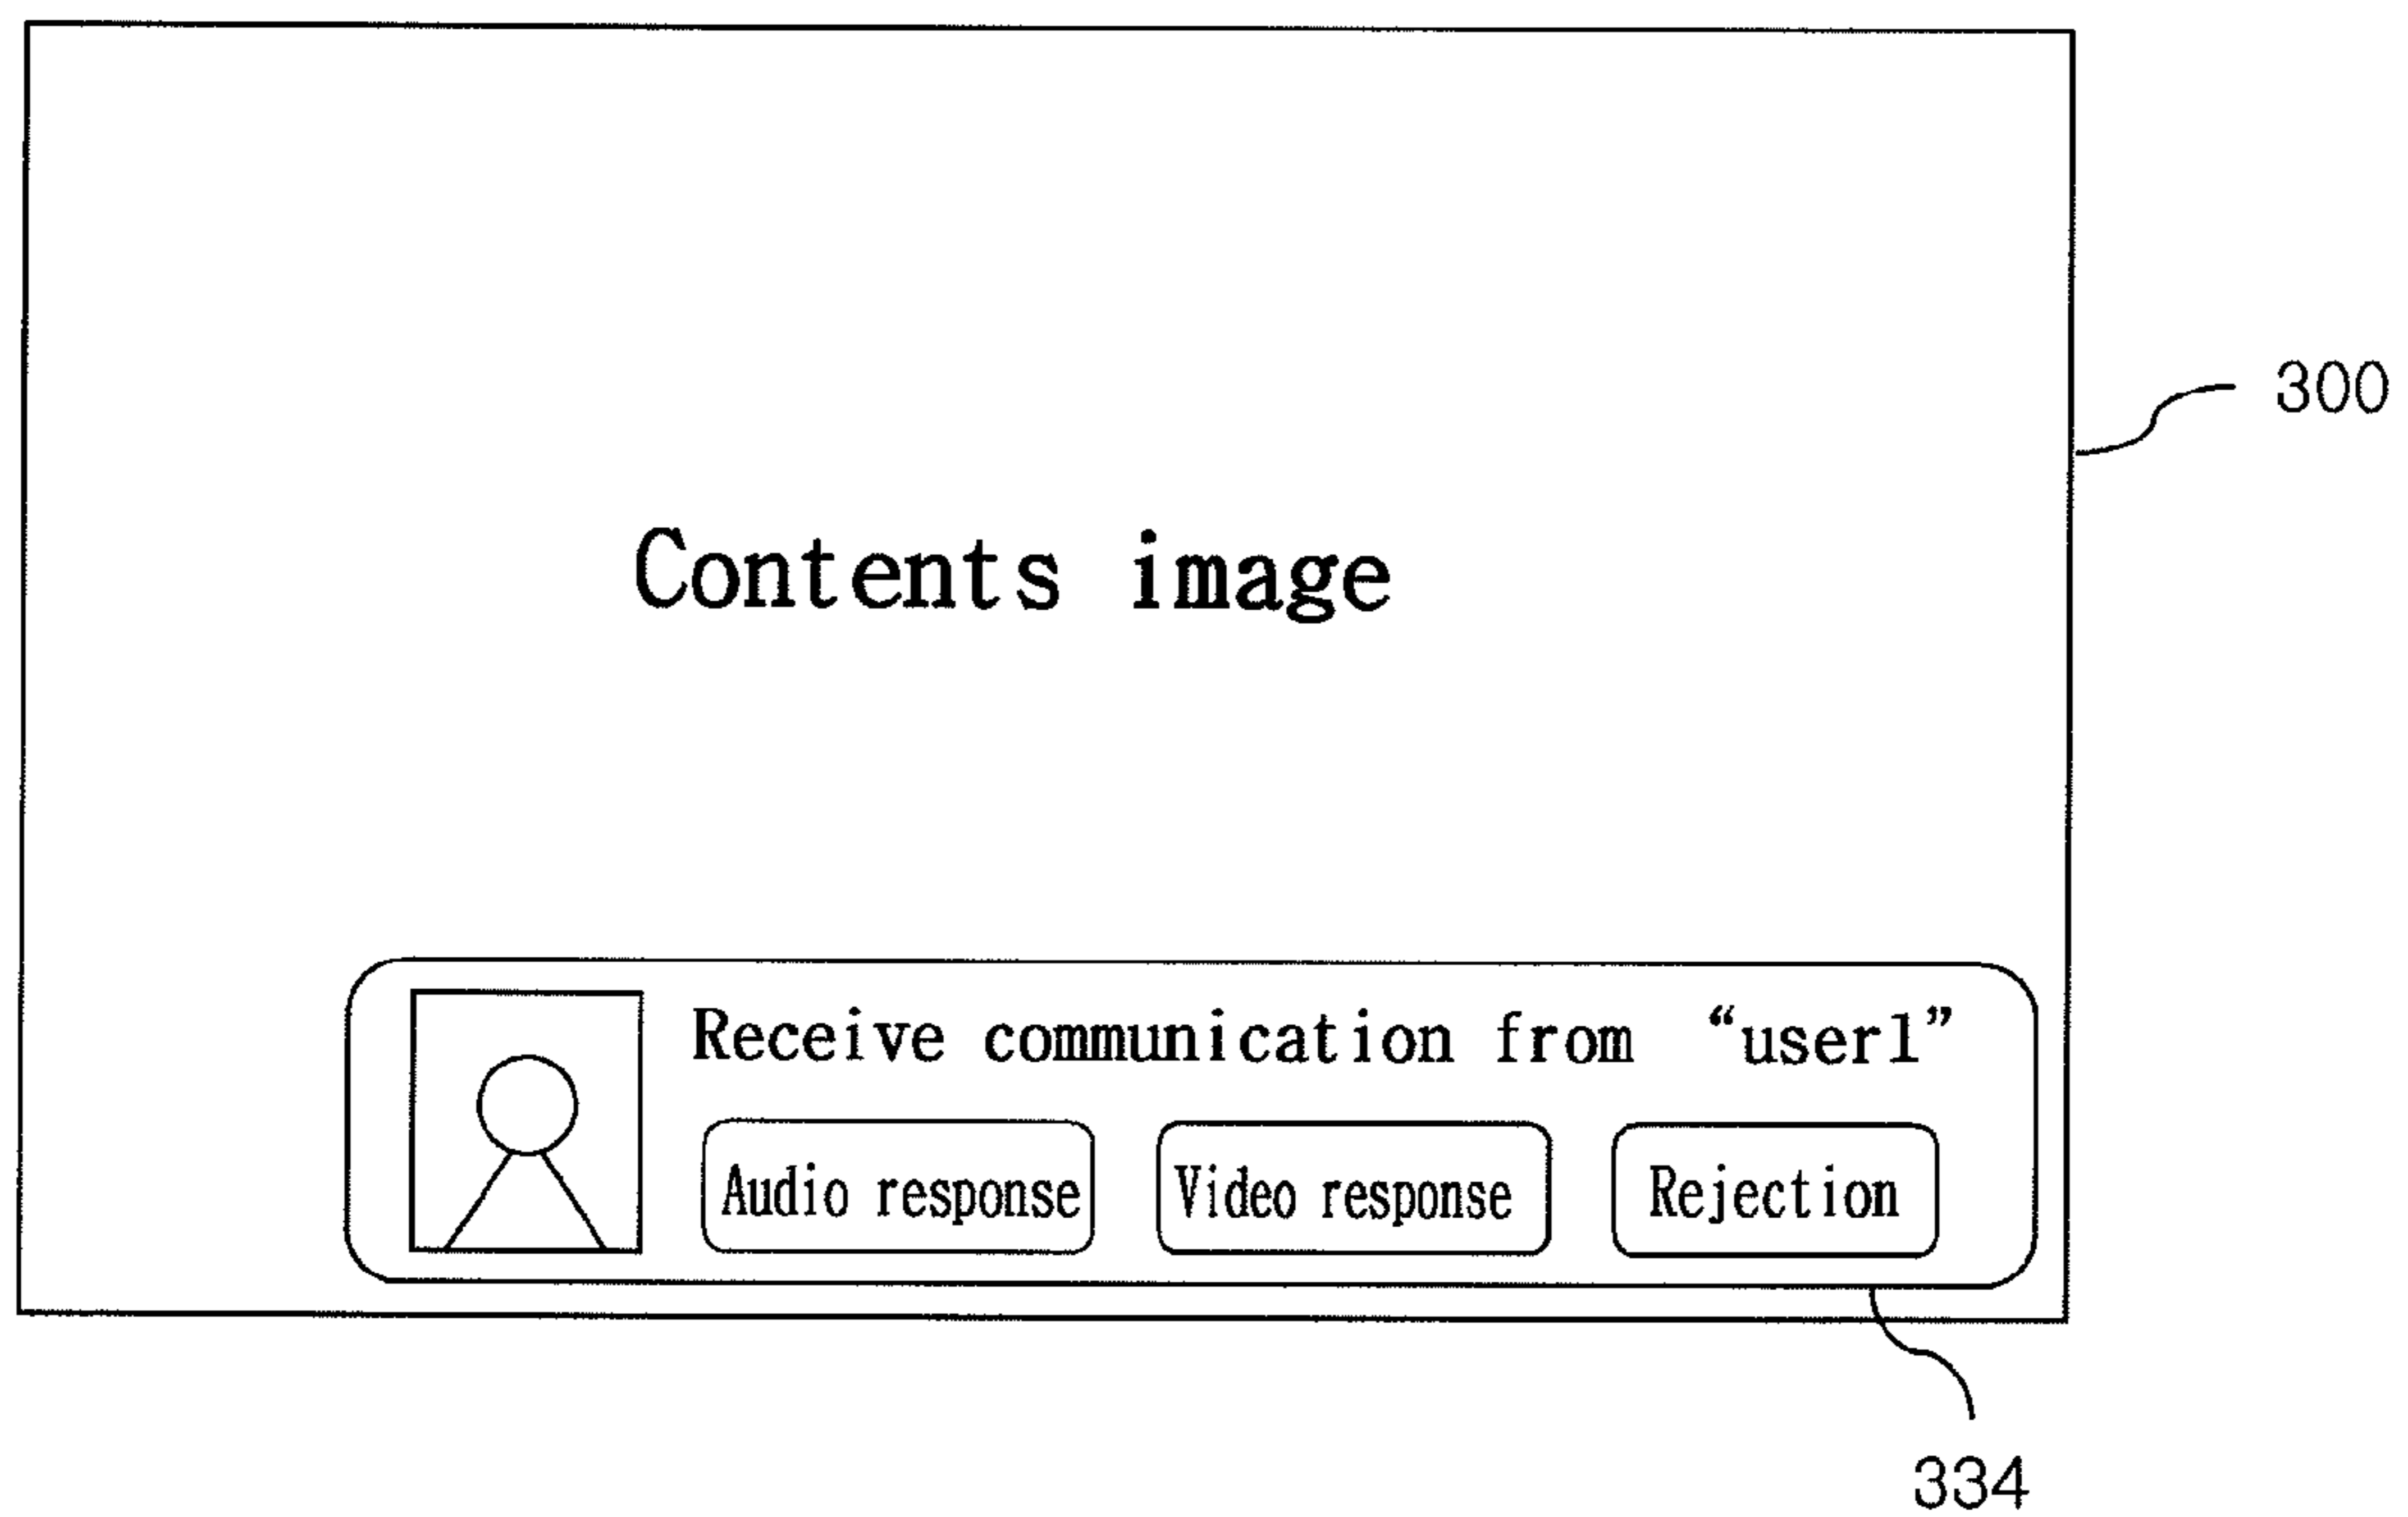 300
Contents image
Receive communication from “user1”
Audio response
Video response
Rejection
334